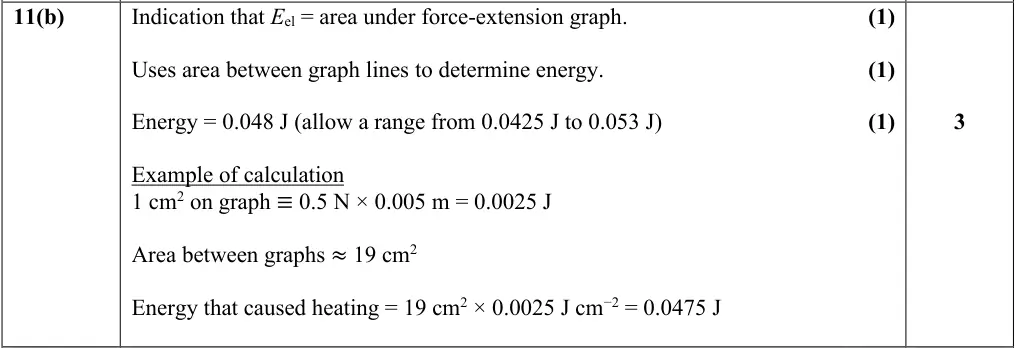 11(b) Indication that Eel = area under force-extension graph. (1)
Uses area between graph lines to determine energy. (1)
Energy = 0.048 J (allow a range from 0.0425 J to 0.053 J) (1) 3
Example of calculation
1 cm² on graph ≡ 0.5 N × 0.005 m = 0.0025 J
Area between graphs ≈ 19 cm²
Energy that caused heating = 19 cm² × 0.0025 J cm⁻² = 0.0475 J